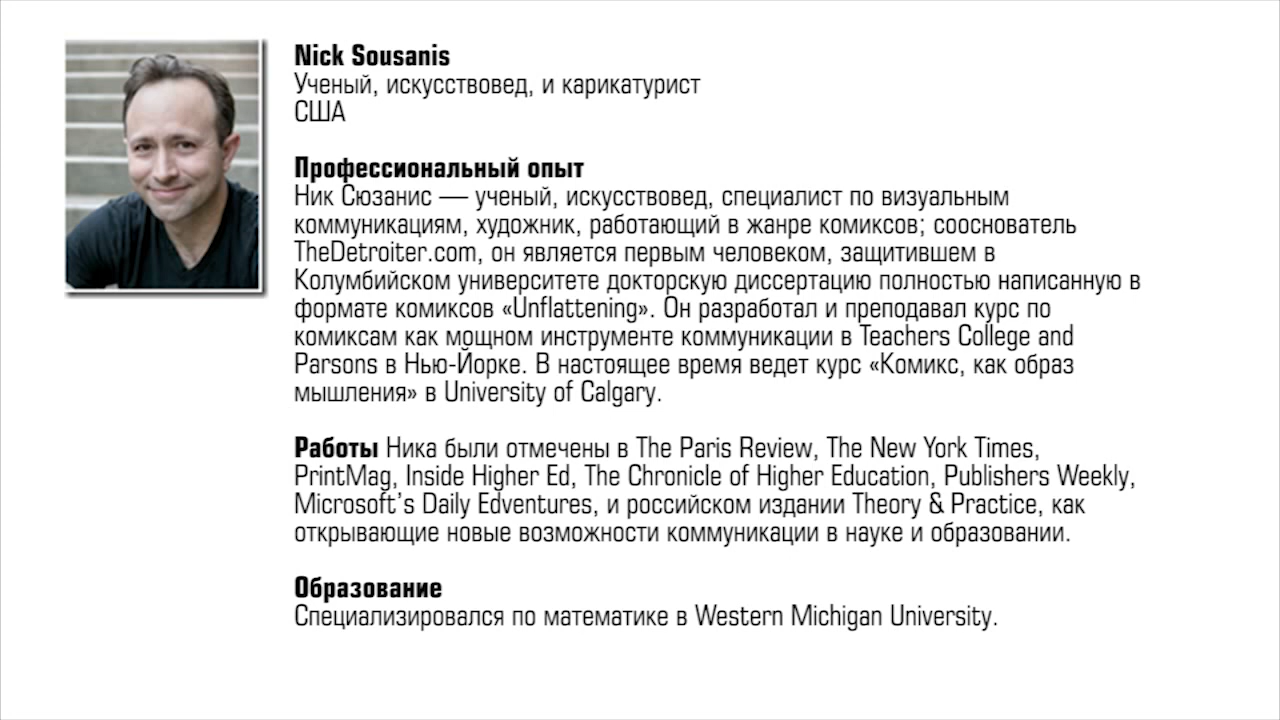 Nick Sousanis
Ученый, искусствовед, и карикатурист
США
Профессиональный опыт
Ник Сюзанис — ученый, искусствовед, специалист по визуальным
коммуникациям, художник, работающий в жанре комиксов; сооснователь
TheDetroiter.com, он является первым человеком, защитившем в
Колумбийском университете докторскую диссертацию полностью написанную в
формате комиксов «Unflattening». Он разработал и преподавал курс по
комиксам как мощном инструменте коммуникации в Teachers College and
Parsons в Нью-Йорке. В настоящее время ведет курс «Комикс, как образ
мышления» в University of Calgary.
Работы Ника были отмечены в The Paris Review, The New York Times,
PrintMag, Inside Higher Ed, The Chronicle of Higher Education, Publishers Weekly,
Microsoft's Daily Edventures, и российском издании Theory & Practice, как
открывающие новые возможности коммуникации в науке и образовании.
Образование
Специализировался по математике в Western Michigan University.